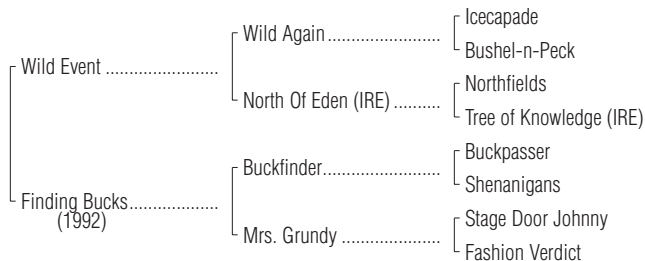 Icecapade
Wild Again........................
Bushel-n-Peck
Wild Event ........................
Northfields
North Of Eden (IRE) ..........
Tree of Knowledge (IRE)
Buckpasser
Buckfinder.........................
Shenanigans
Finding Bucks...................
(1992)
Stage Door Johnny
Mrs. Grundy .....................
Fashion Verdict